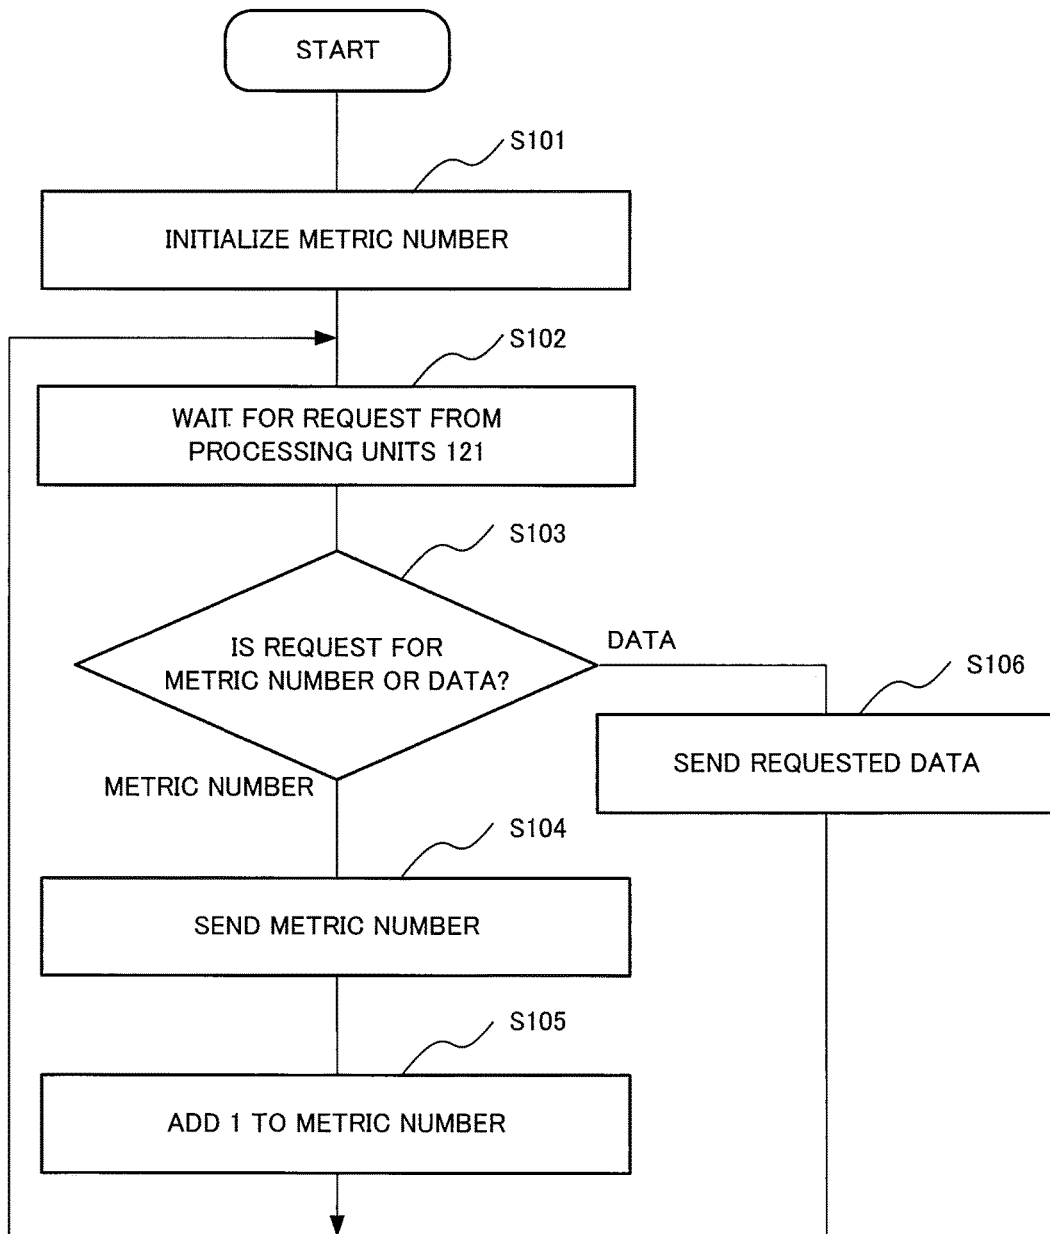 START
S101
INITIALIZE METRIC NUMBER
S102
WAIT FOR REQUEST FROM
PROCESSING UNITS 121
S103
IS REQUEST FOR
METRIC NUMBER OR DATA?
DATA
S106
SEND REQUESTED DATA
METRIC NUMBER
S104
SEND METRIC NUMBER
S105
ADD 1 TO METRIC NUMBER